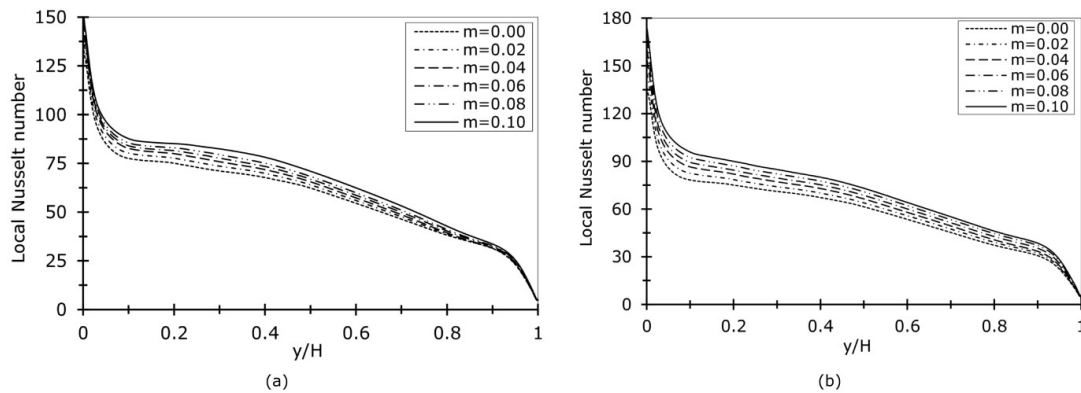 150
125
100
75
50
25
0
Local Nusselt number
m=0.00
m=0.02
m=0.04
m=0.06
m=0.08
m=0.10
0 0.2 0.4 0.6 0.8 1
y/H
(a)
180
150
120
90
60
30
0
Local Nusselt number
m=0.00
m=0.02
m=0.04
m=0.06
m=0.08
m=0.10
0 0.2 0.4 0.6 0.8 1
y/H
(b)